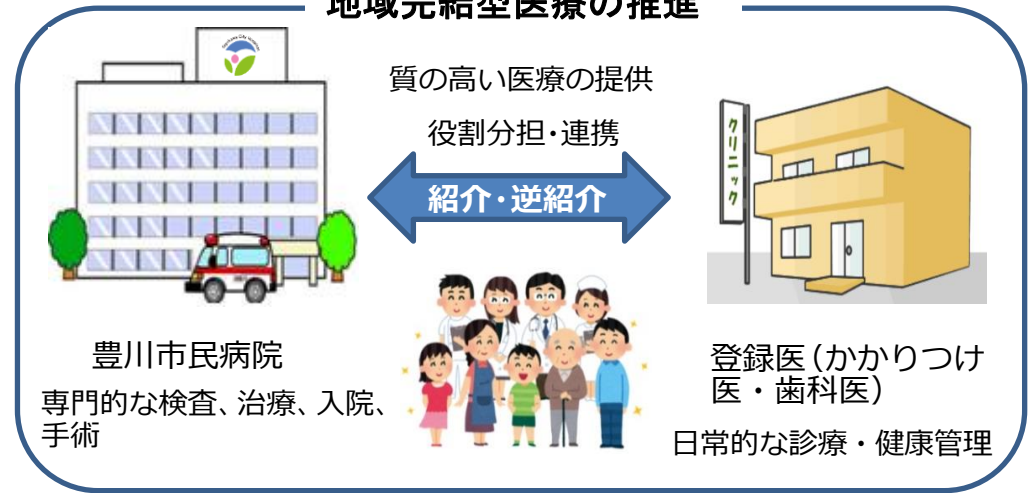 地域完結型医療の推進
質の高い医療の提供
役割分担・連携
紹介・逆紹介
クリニック
豊川市民病院
専門的な検査、治療、入院、
手術
登録医（かかりつけ
医・歯科医）
日常的な診療・健康管理